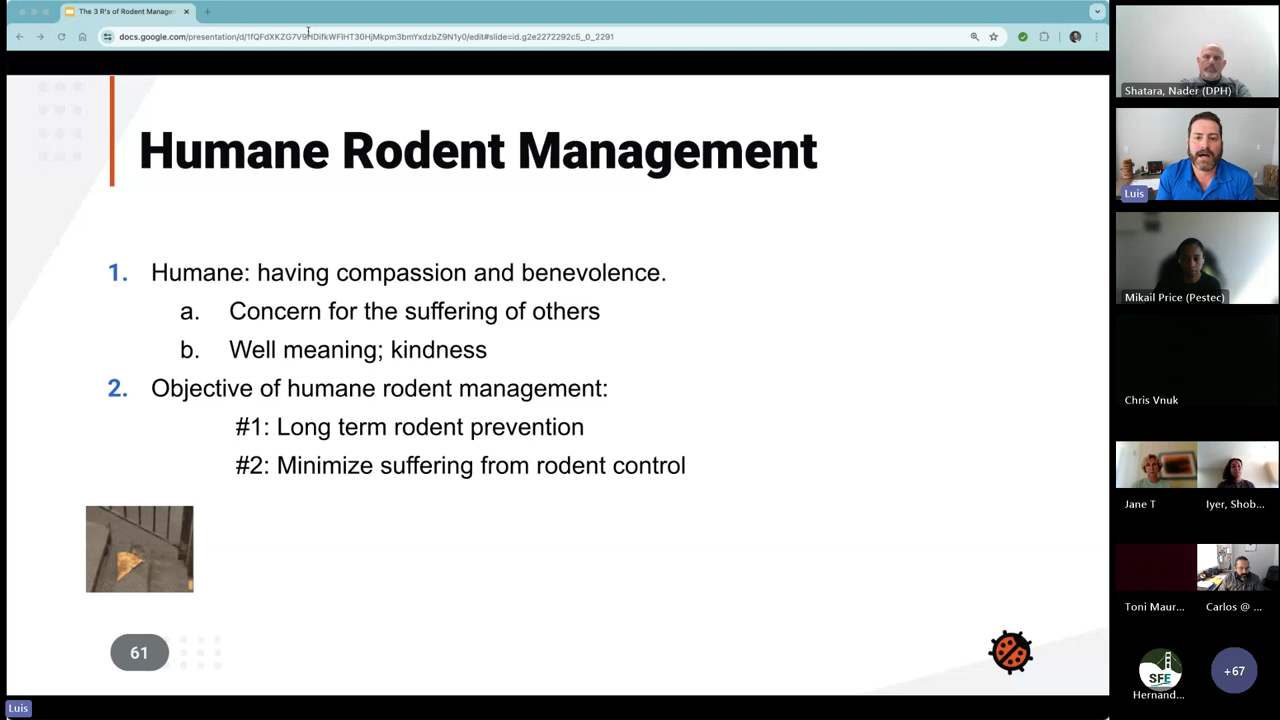 The 3 R's of Rodent Manage
Humane Rodent Management
1. Humane: having compassion and benevolence.
a. Concern for the suffering of others
b. Well meaning; kindness
2. Objective of humane rodent management:
#1: Long term rodent prevention
#2: Minimize suffering from rodent control
61
Luis
Shatara, Nader (DPH)
Luis
Mikail Price (Pestec)
Chris Vnuk
Jane T
Iyer, Shob...
Toni Maur...
Carlos @ ...
SFE
Hernand...
+67